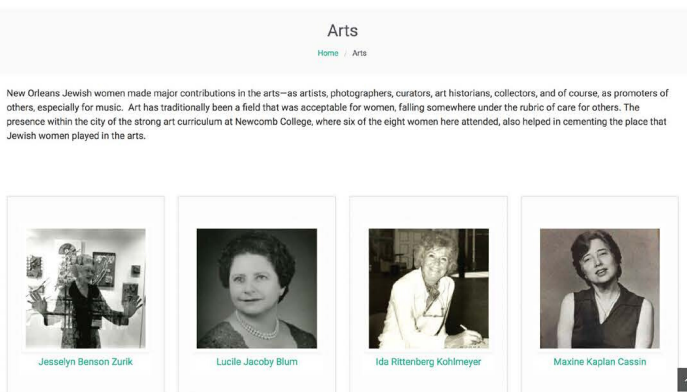 Arts
Home / Arts
New Orleans Jewish women made major contributions in the arts—as artists, photographers, curators, art historians, collectors, and of course, as promoters of
others, especially for music.  Art has traditionally been a field that was acceptable for women, falling somewhere under the rubric of care for others. The
presence within the city of the strong art curriculum at Newcomb College, where six of the eight women here attended, also helped in cementing the place that
Jewish women played in the arts.
Jesselyn Benson Zurik
Lucile Jacoby Blum
Ida Rittenberg Kohlmeyer
Maxine Kaplan Cassin